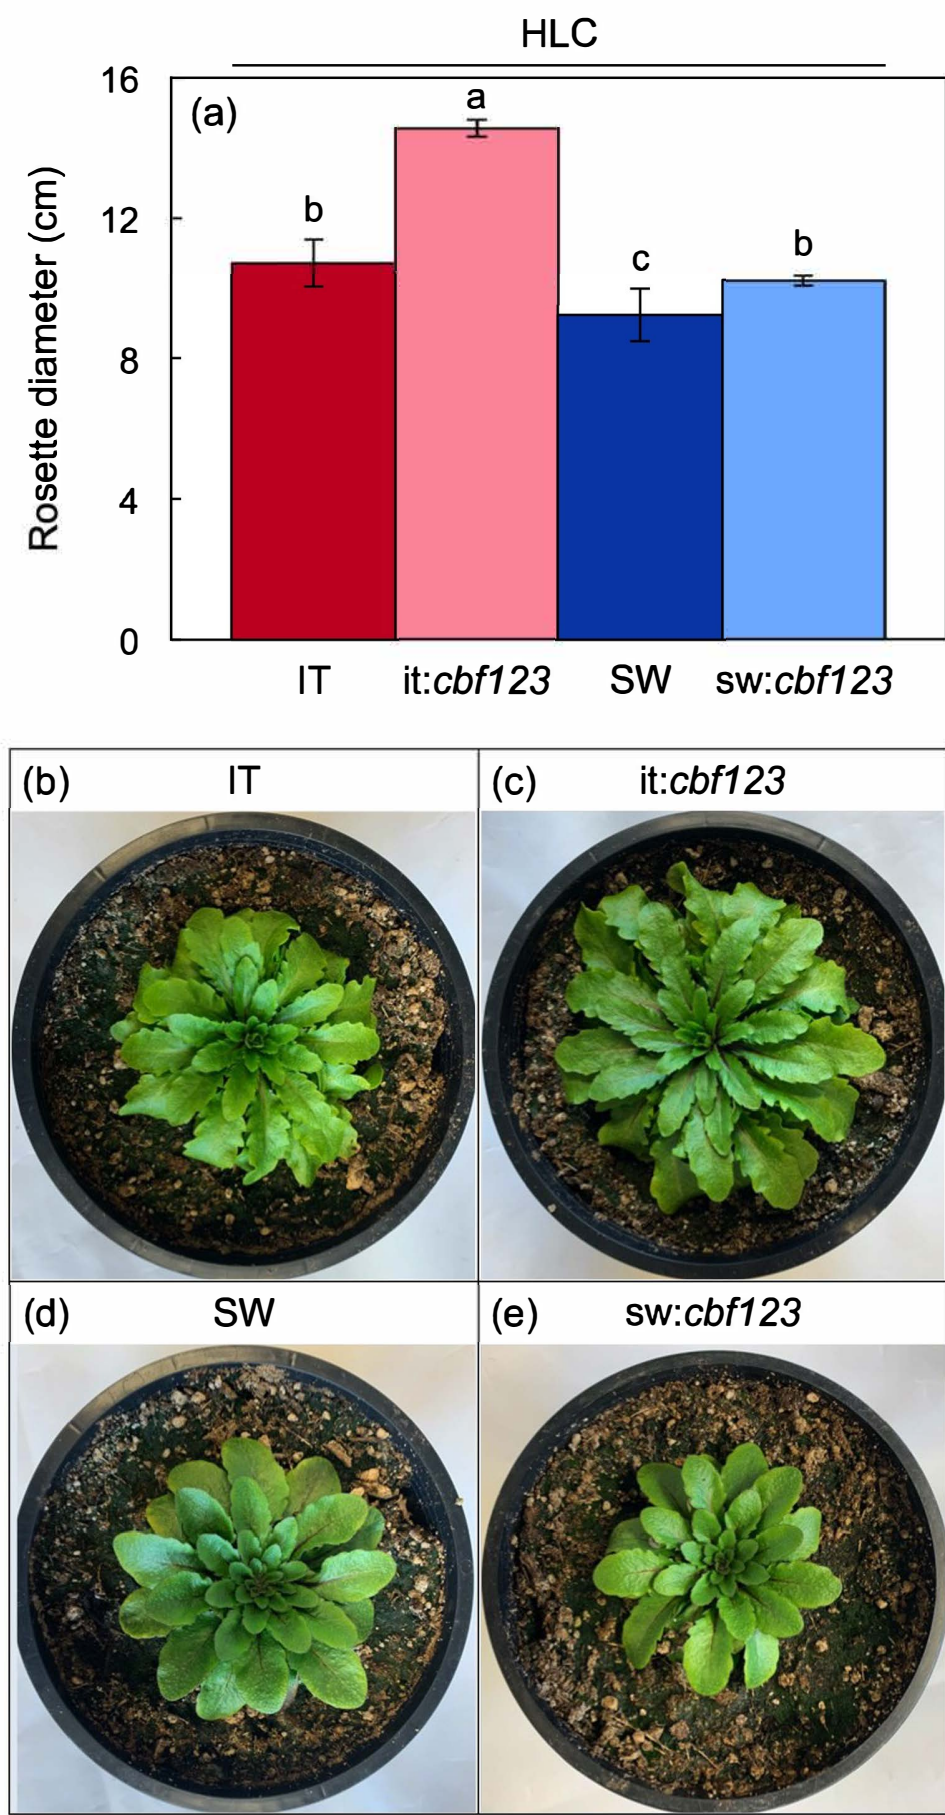 HLC
(a)
16
12
8
4
0
Rosette diameter (cm)
b
a
c
b
IT it:cbf123 SW sw:cbf123
(b) IT
(c) it:cbf123
(d) SW
(e) sw:cbf123